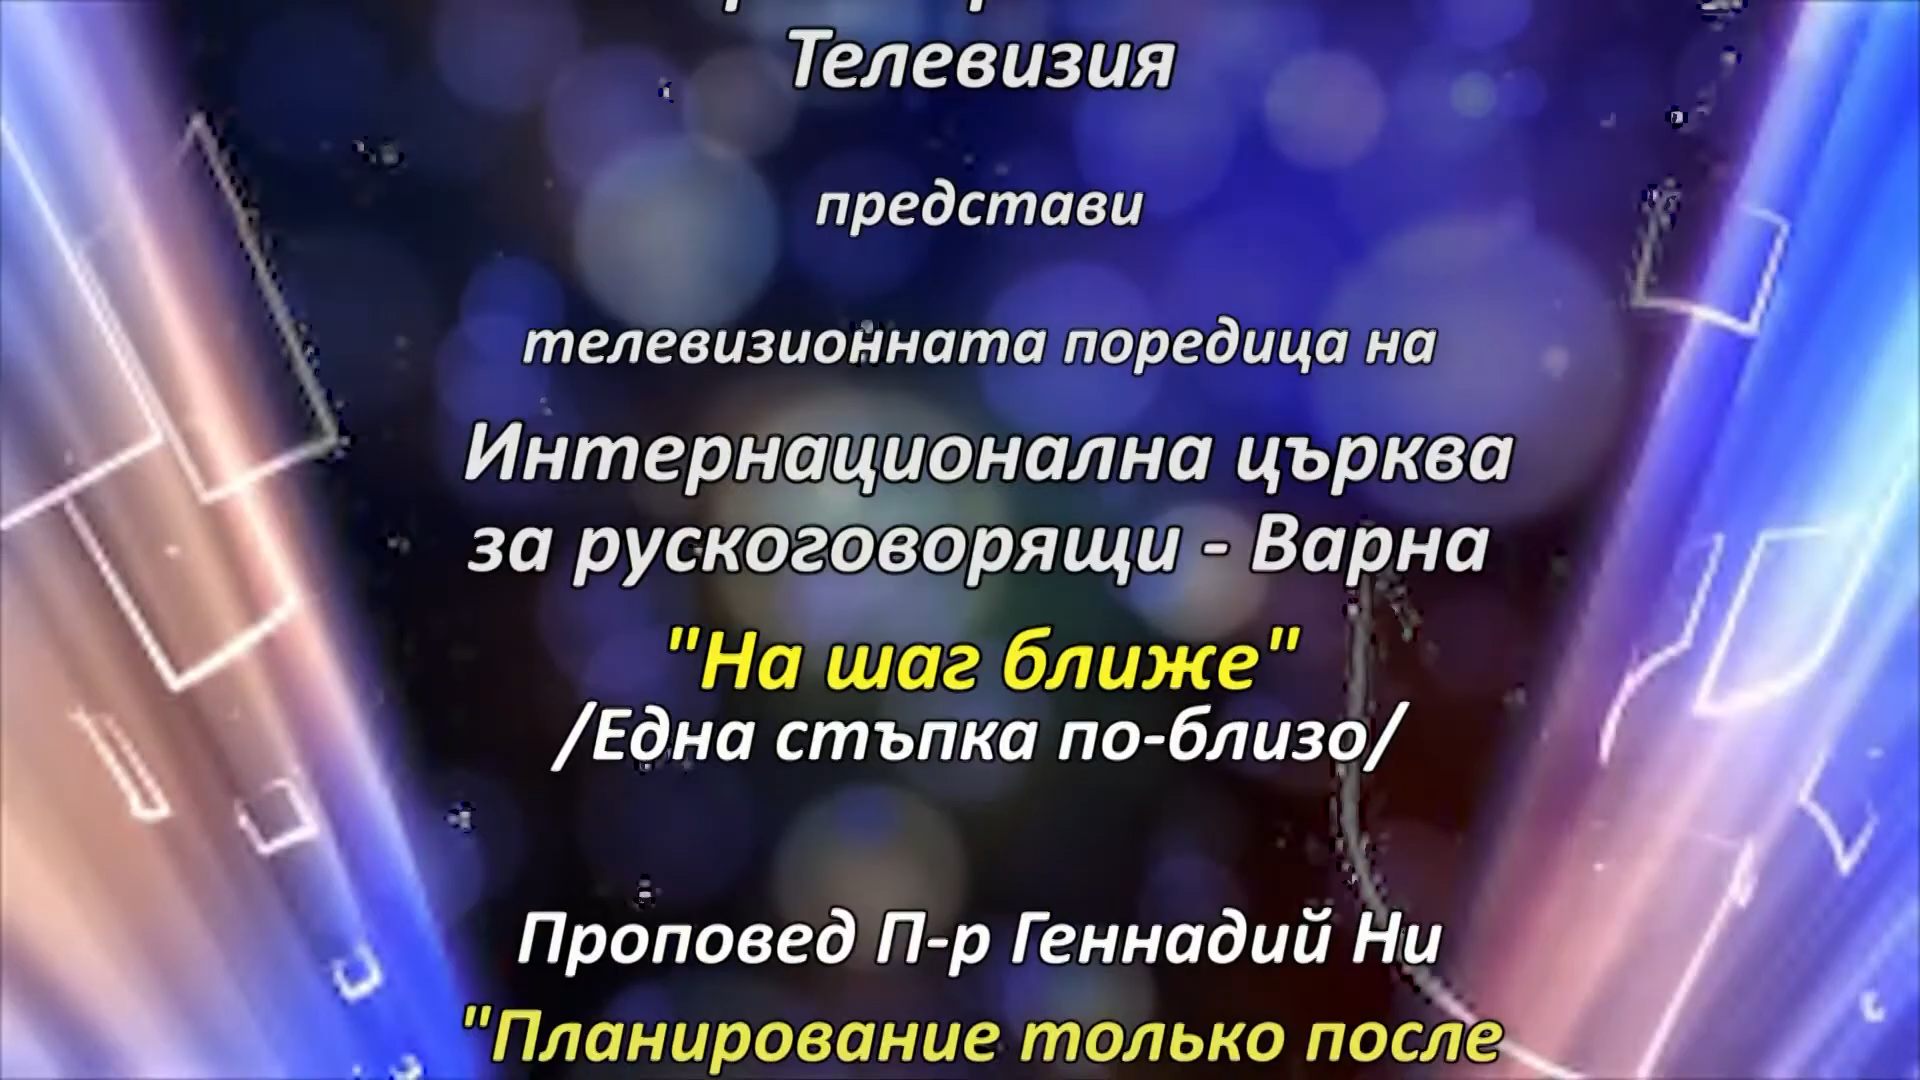 Телевизия
представи
телевизионната поредица на
Интернационална църква
за рускоговорящи - Варна
"На шаг ближе"
/Една стъпка по-близо/
Проповед П-р Геннадий Ни
"Планирование только после